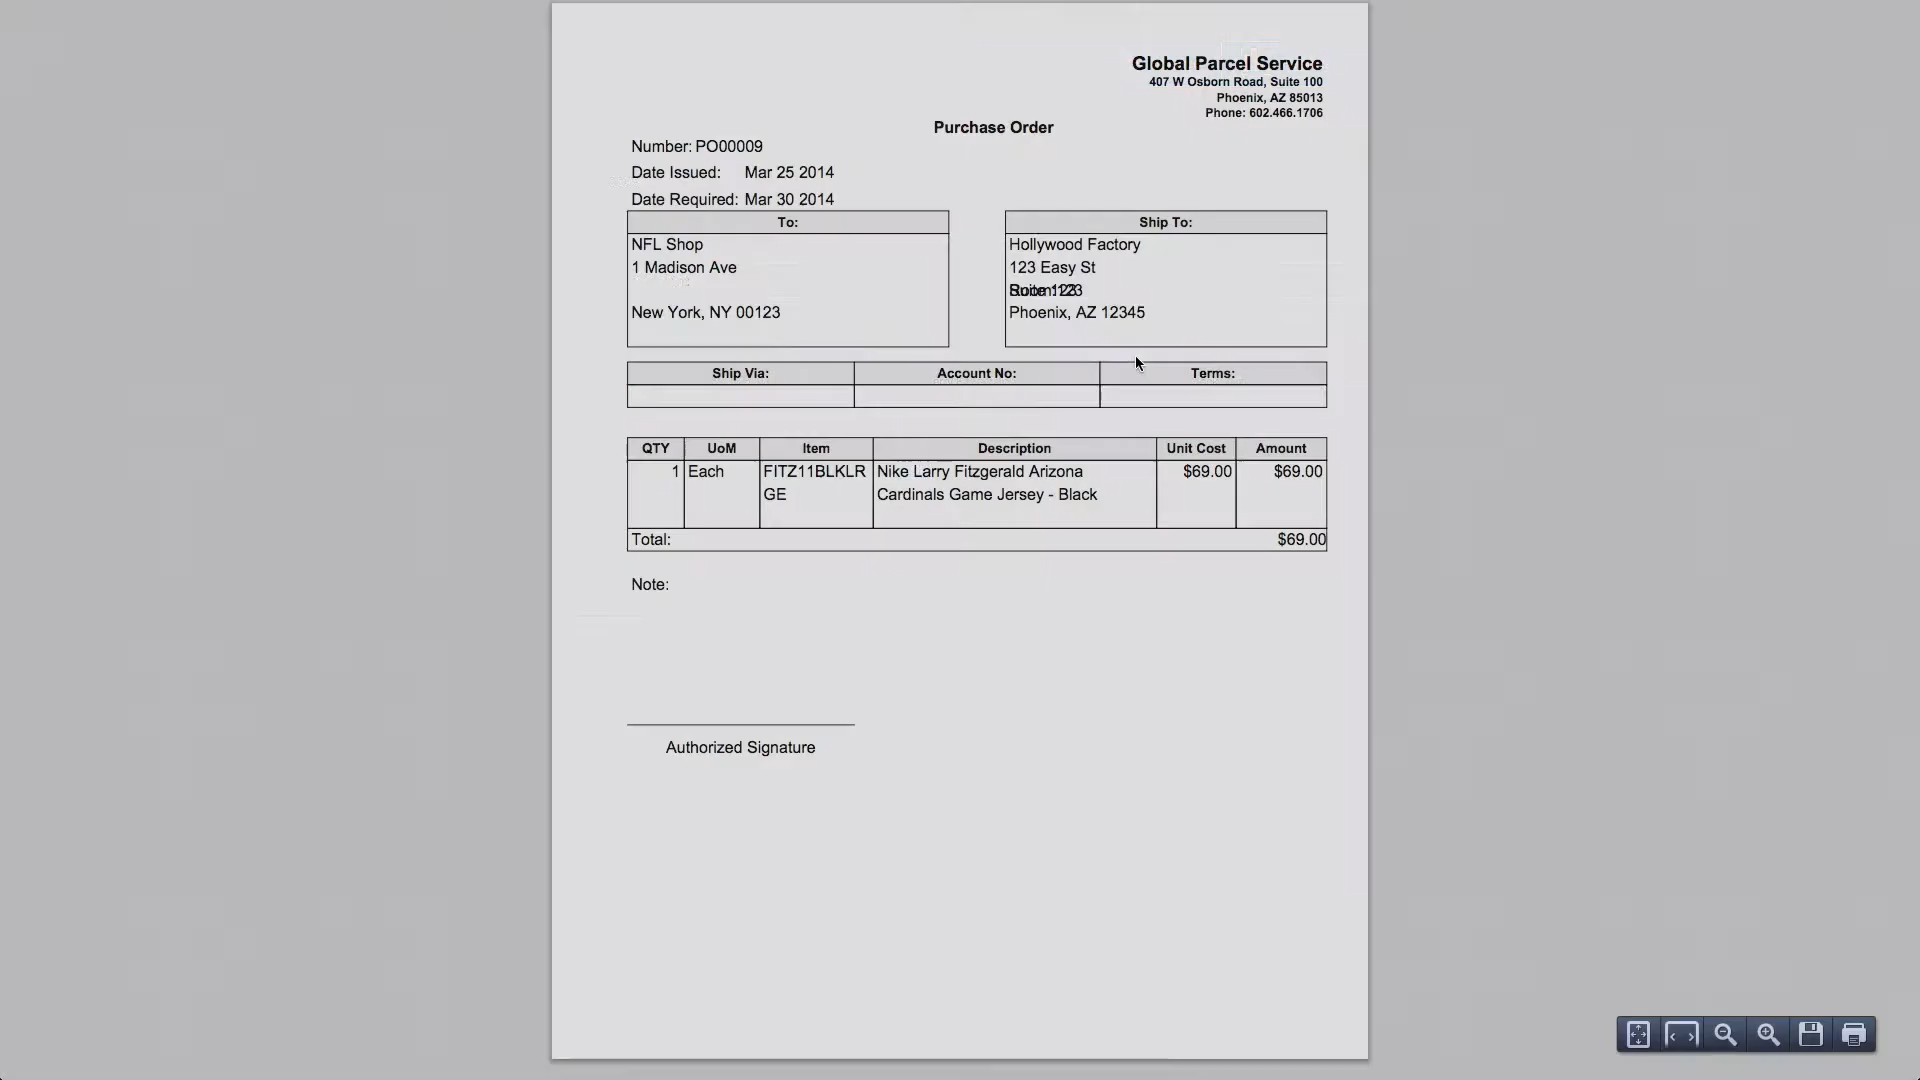 Global Parcel Service
407 W Osborn Road, Suite 100
Phoenix, AZ 85013
Phone: 602.466.1706
Purchase Order
Number: PO00009
Date Issued: Mar 25 2014
Date Required: Mar 30 2014
To:
NFL Shop
1 Madison Ave
New York, NY 00123
Ship To:
Hollywood Factory
123 Easy St
Phoenix, AZ 12345
Ship Via: Account No: Terms:
QTY UoM Item Description Unit Cost Amount
1 Each FITZ11BLKLR Nike Larry Fitzgerald Arizona $69.00 $69.00
GE Cardinals Game Jersey - Black
Total: $69.00
Note:
Authorized Signature